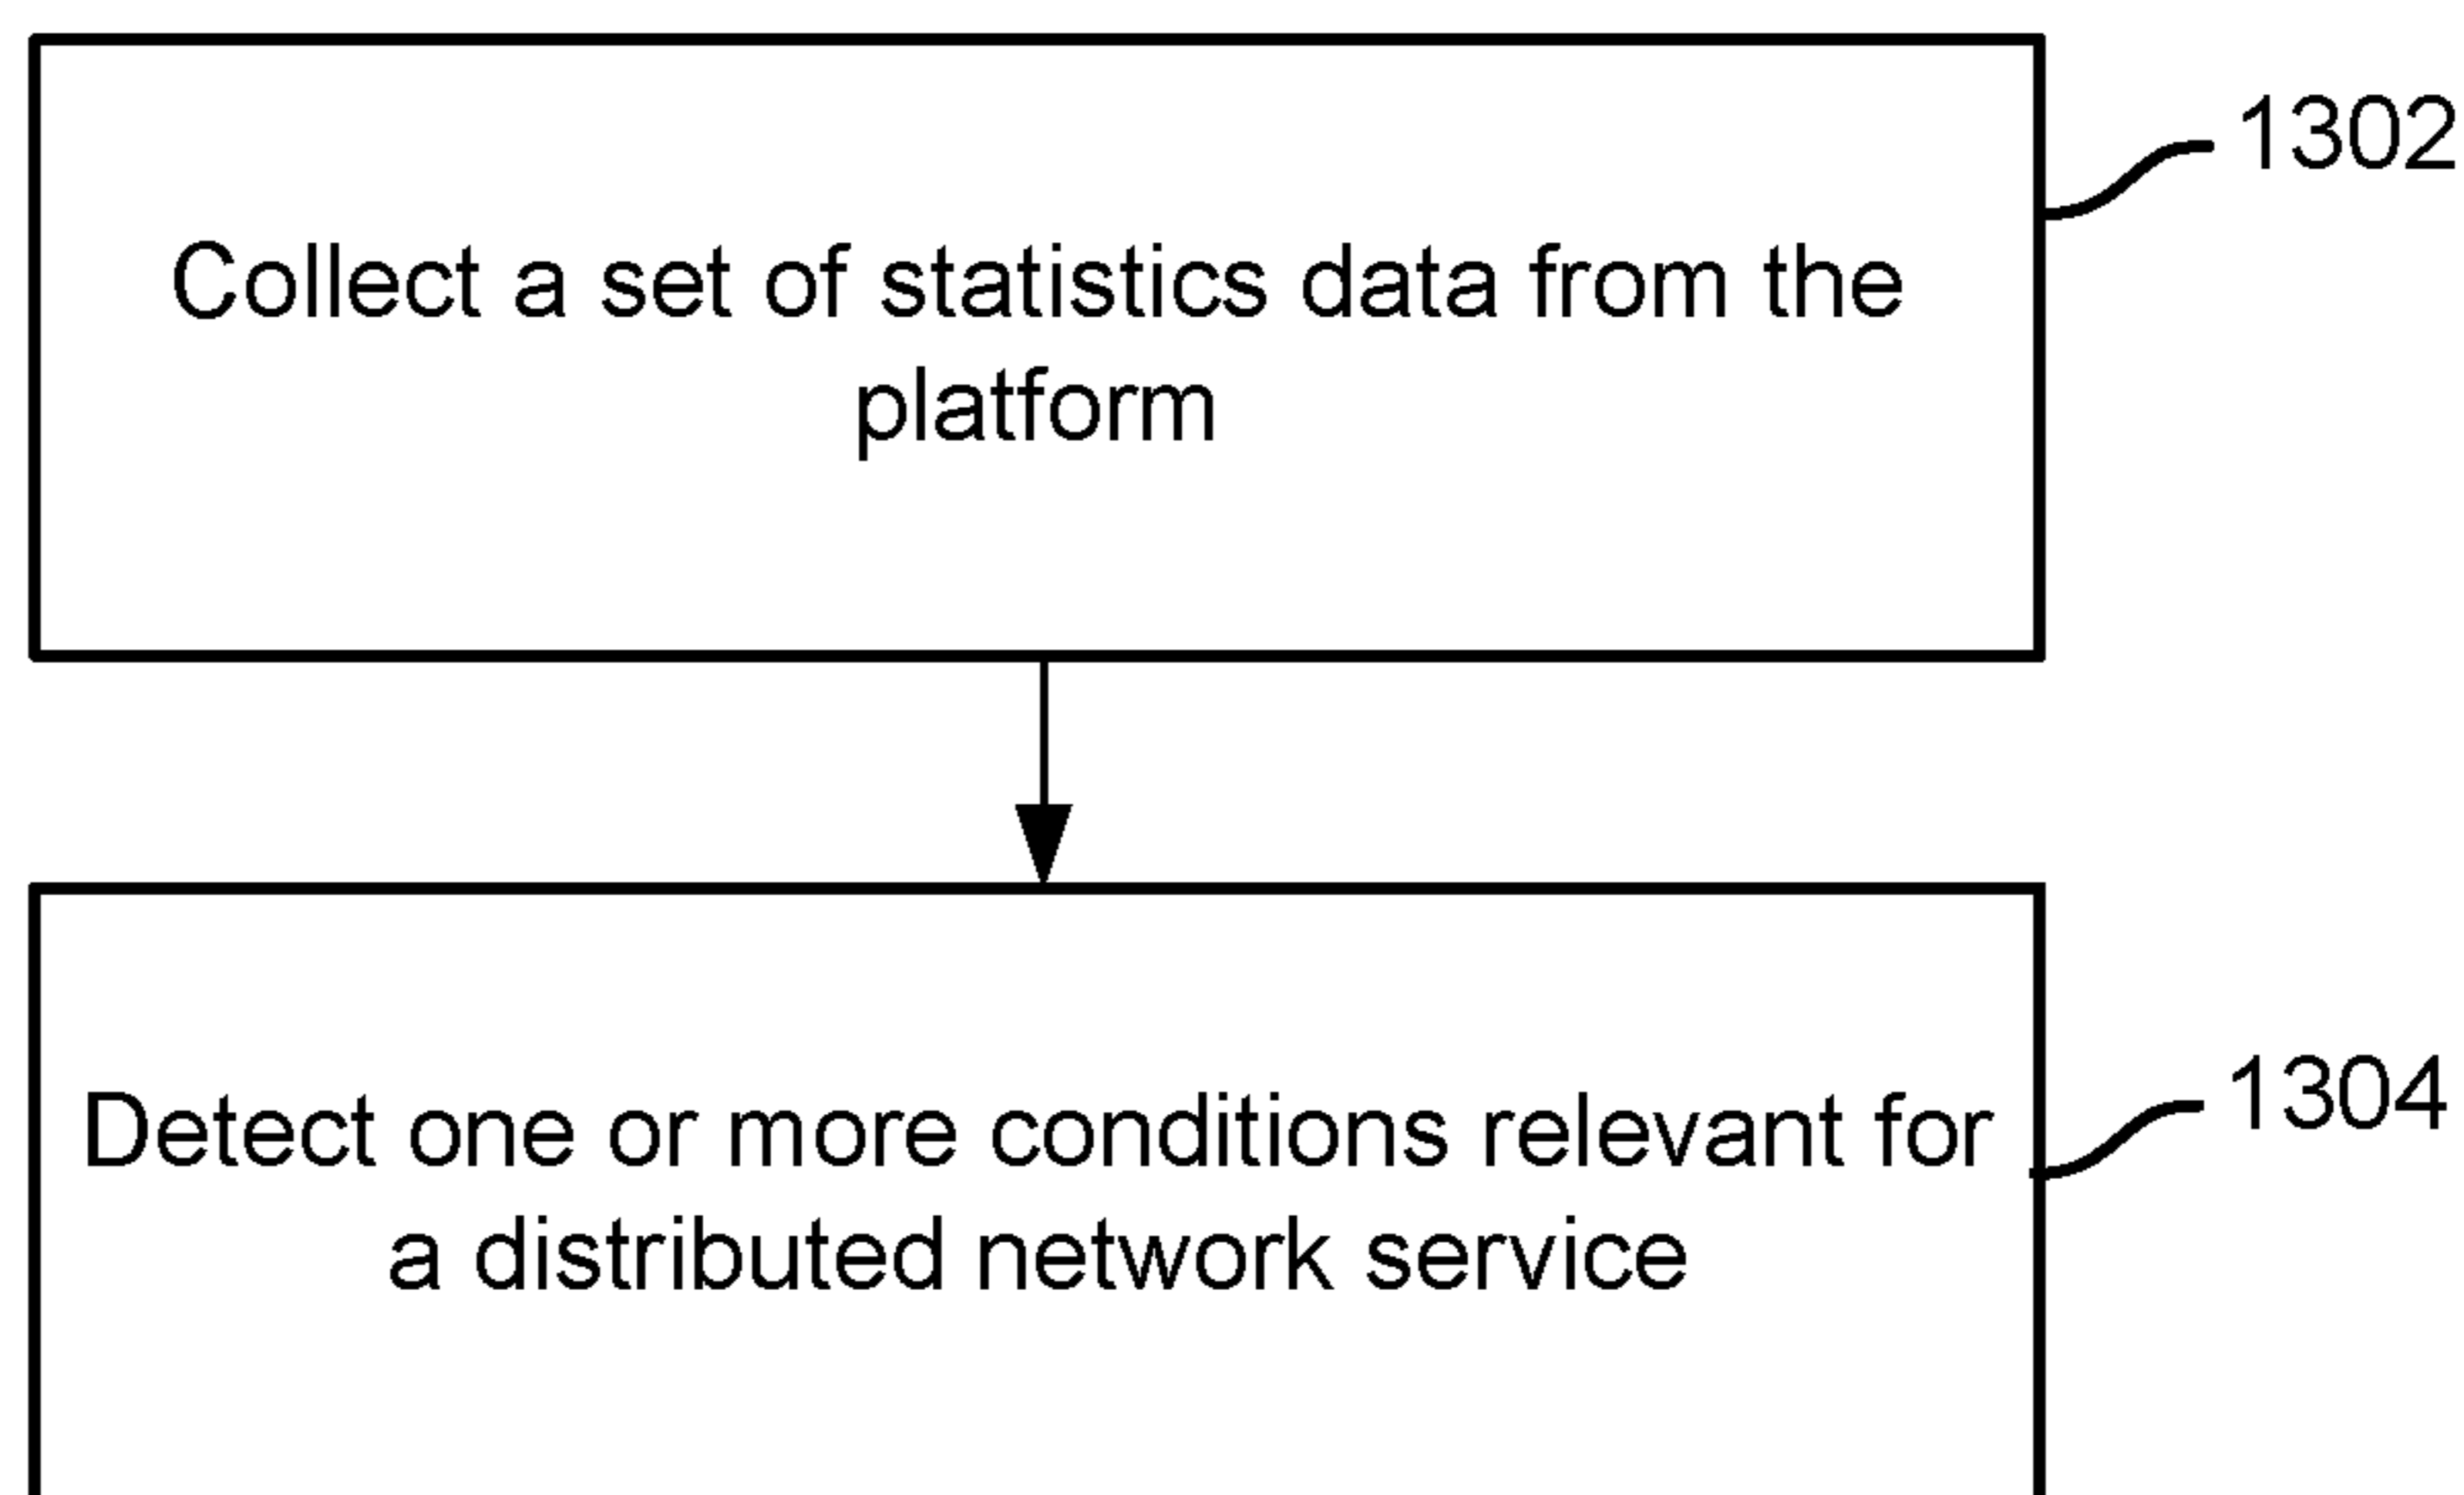 1302
Collect a set of statistics data from the
platform
1304
Detect one or more conditions relevant for
a distributed network service